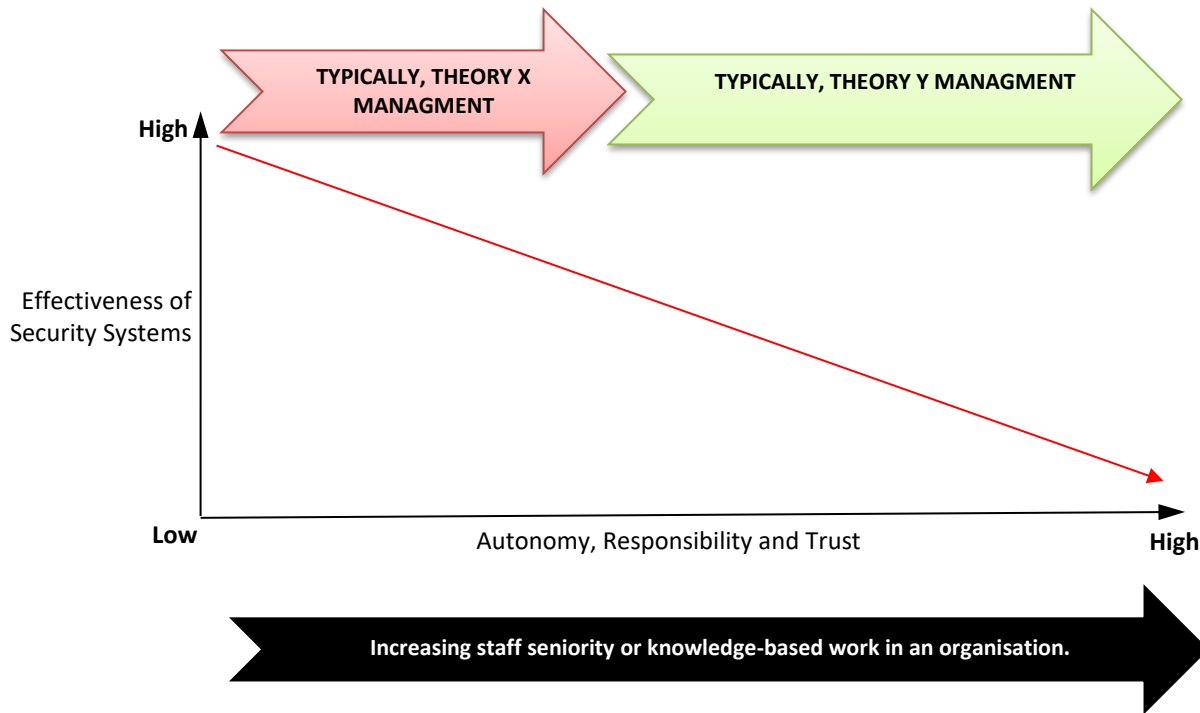 TYPICALLY, THEORY X
MANAGMENT
TYPICALLY, THEORY Y MANAGMENT
High
Effectiveness of
Security Systems
Low
Autonomy, Responsibility and Trust
High
Increasing staff seniority or knowledge-based work in an organisation.